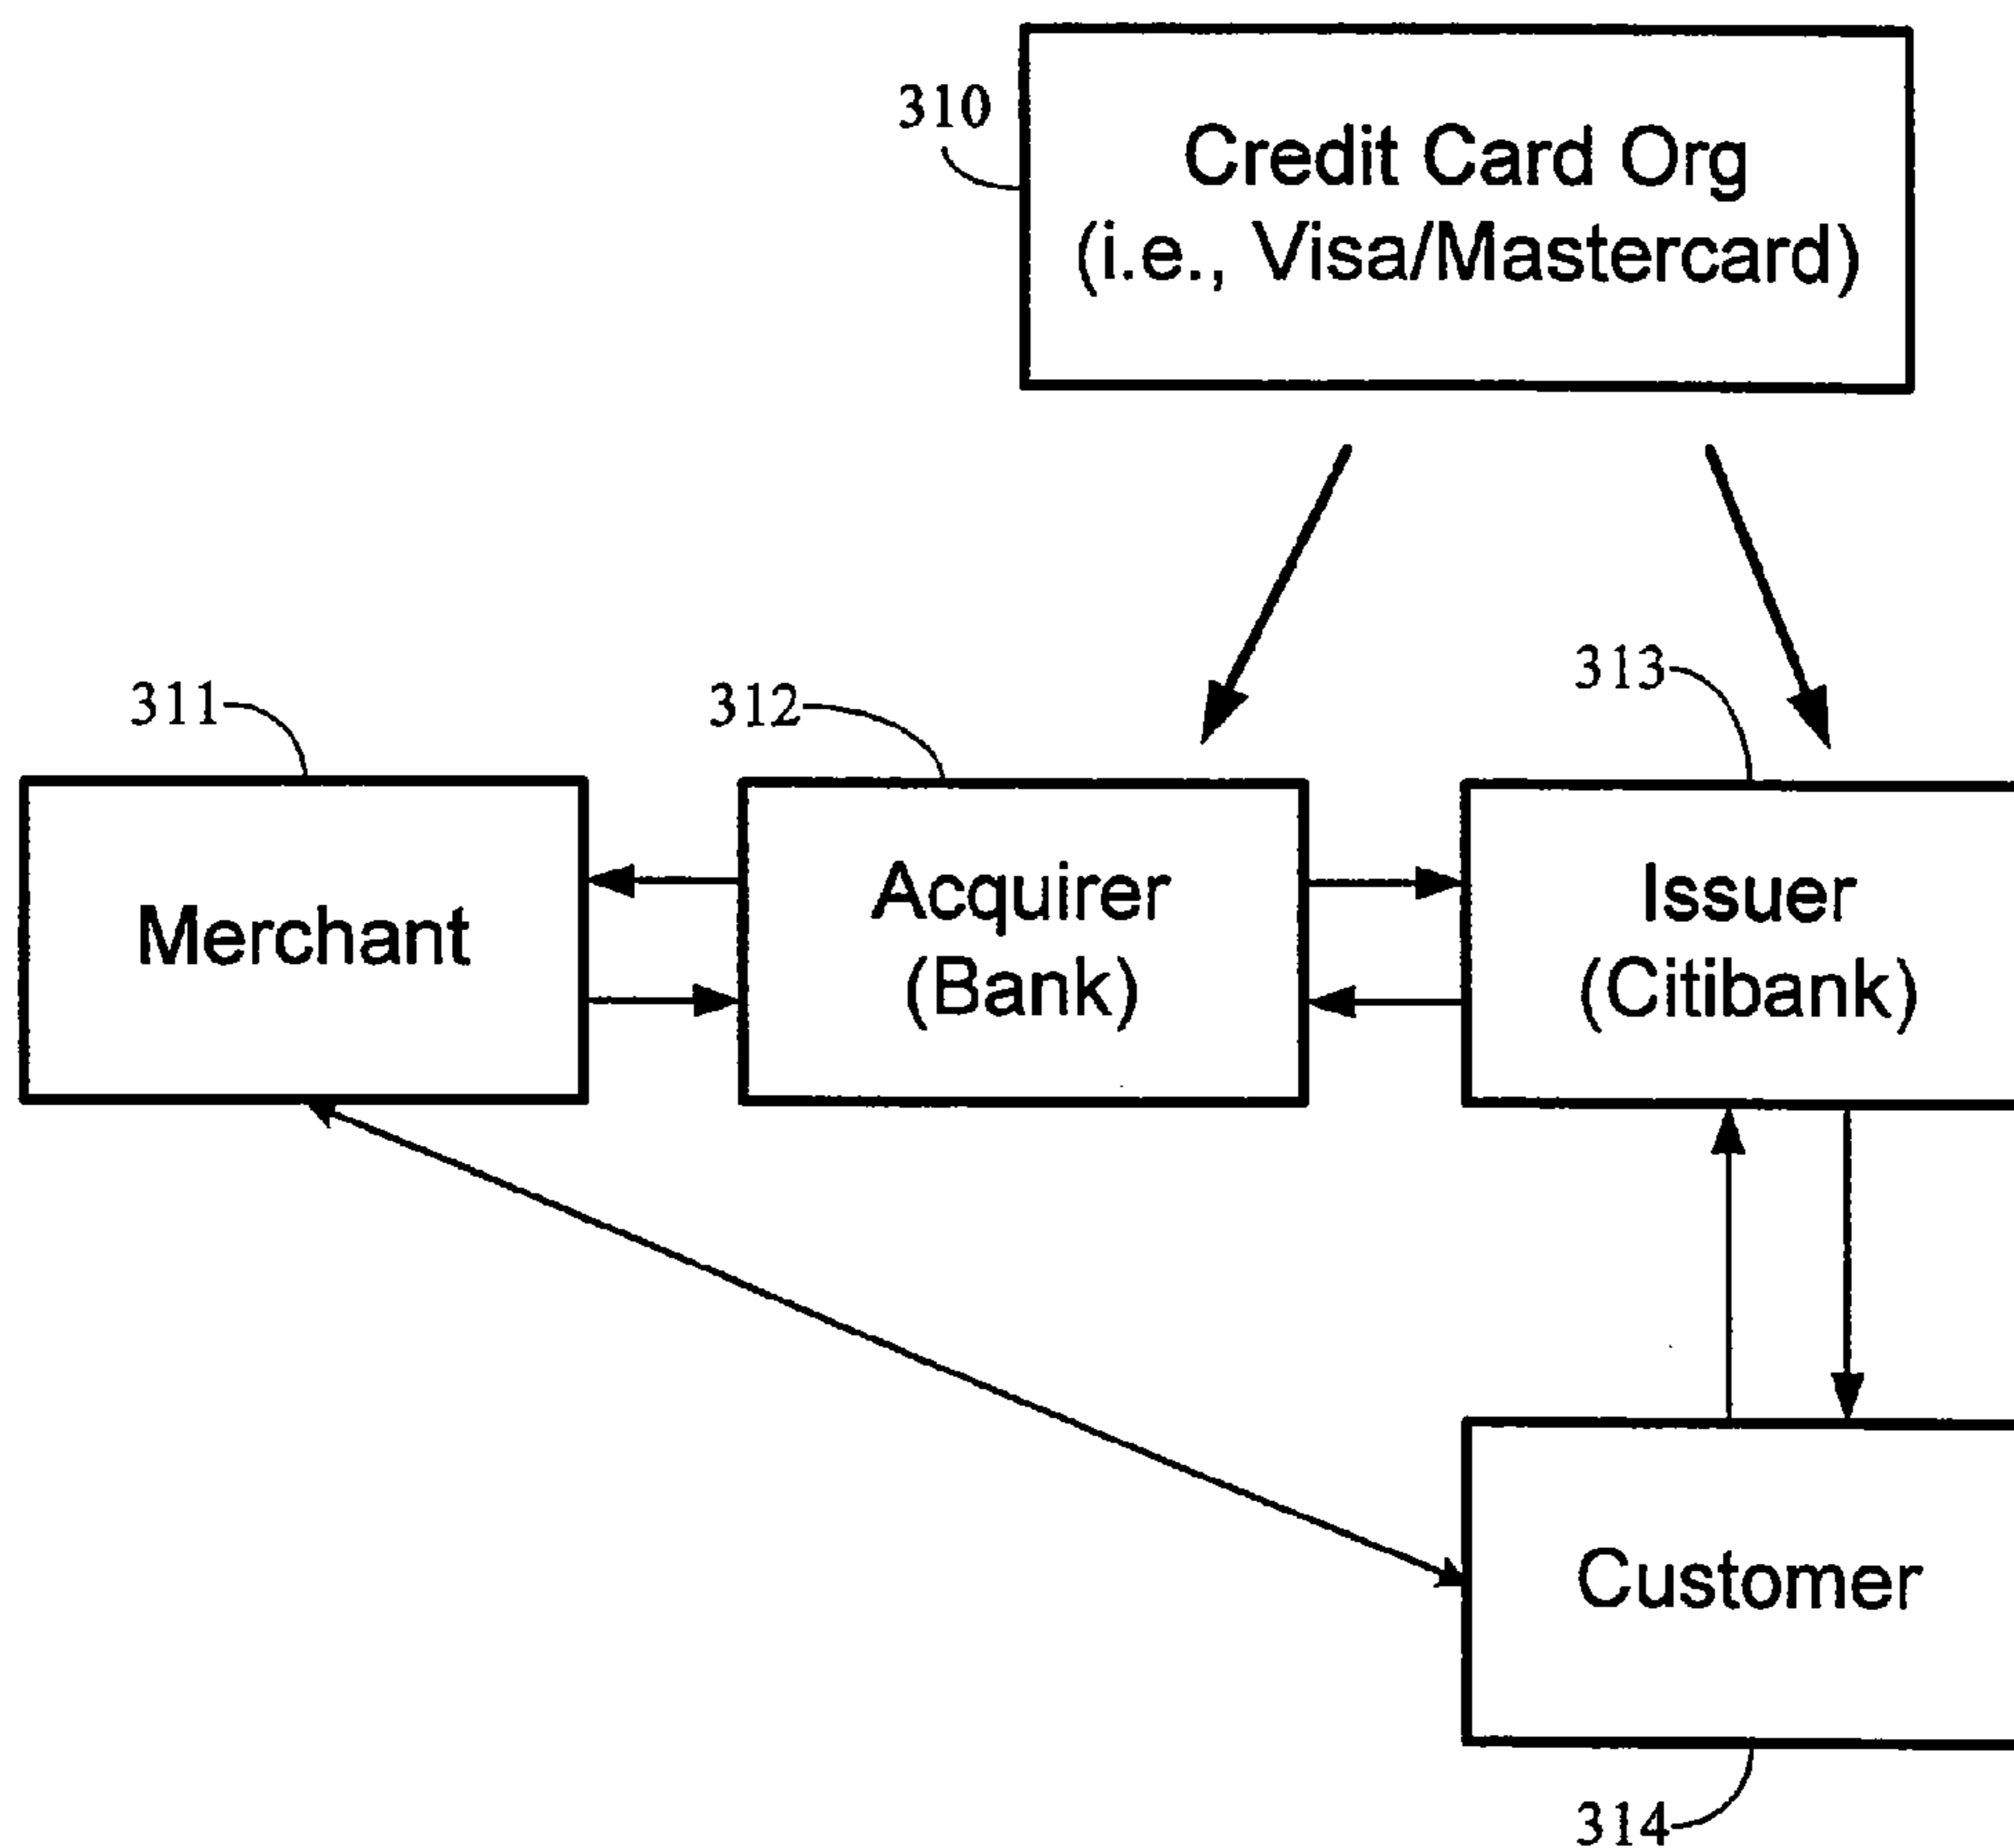 310
Credit Card Org
(i.e., Visa/Mastercard)
311
312
313
Merchant
Acquirer
(Bank)
Issuer
(Citibank)
Customer
314